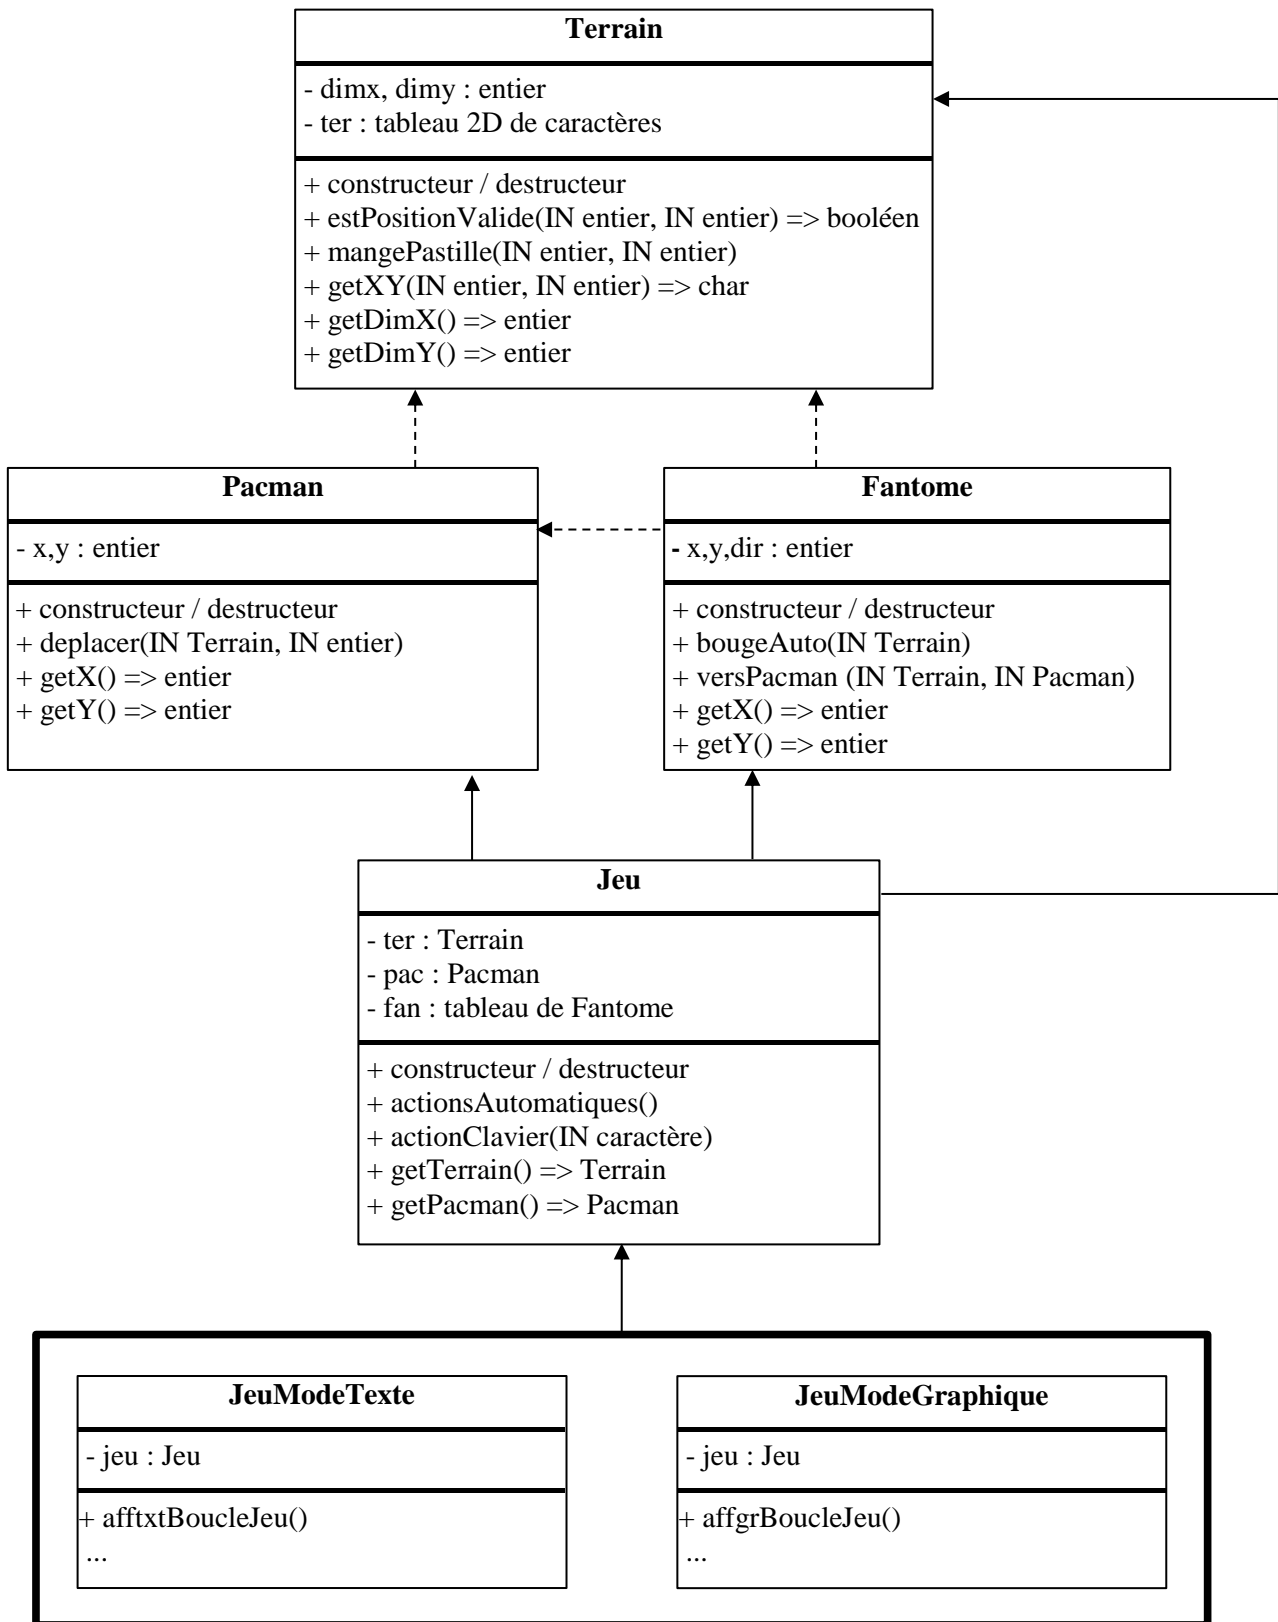 Terrain
- dimx, dimy : entier
- ter : tableau 2D de caractères
+ constructeur / destructeur
+ estPositionValide(IN entier, IN entier) => booléen
+ mangePastille(IN entier, IN entier)
+ getXY(IN entier, IN entier) => char
+ getDimX() => entier
+ getDimY() => entier
Pacman
- x,y : entier
+ constructeur / destructeur
+ deplacer(IN Terrain, IN entier)
+ getX() => entier
+ getY() => entier
Fantome
- x,y,dir : entier
+ constructeur / destructeur
+ bougeAuto(IN Terrain)
+ versPacman (IN Terrain, IN Pacman)
+ getX() => entier
+ getY() => entier
Jeu
- ter : Terrain
- pac : Pacman
- fan : tableau de Fantome
+ constructeur / destructeur
+ actionsAutomatiques()
+ actionClavier(IN caractère)
+ getTerrain() => Terrain
+ getPacman() => Pacman
JeuModeTexte
- jeu : Jeu
+ afftxtBoucleJeu()
...
JeuModeGraphique
- jeu : Jeu
+ affgrBoucleJeu()
...